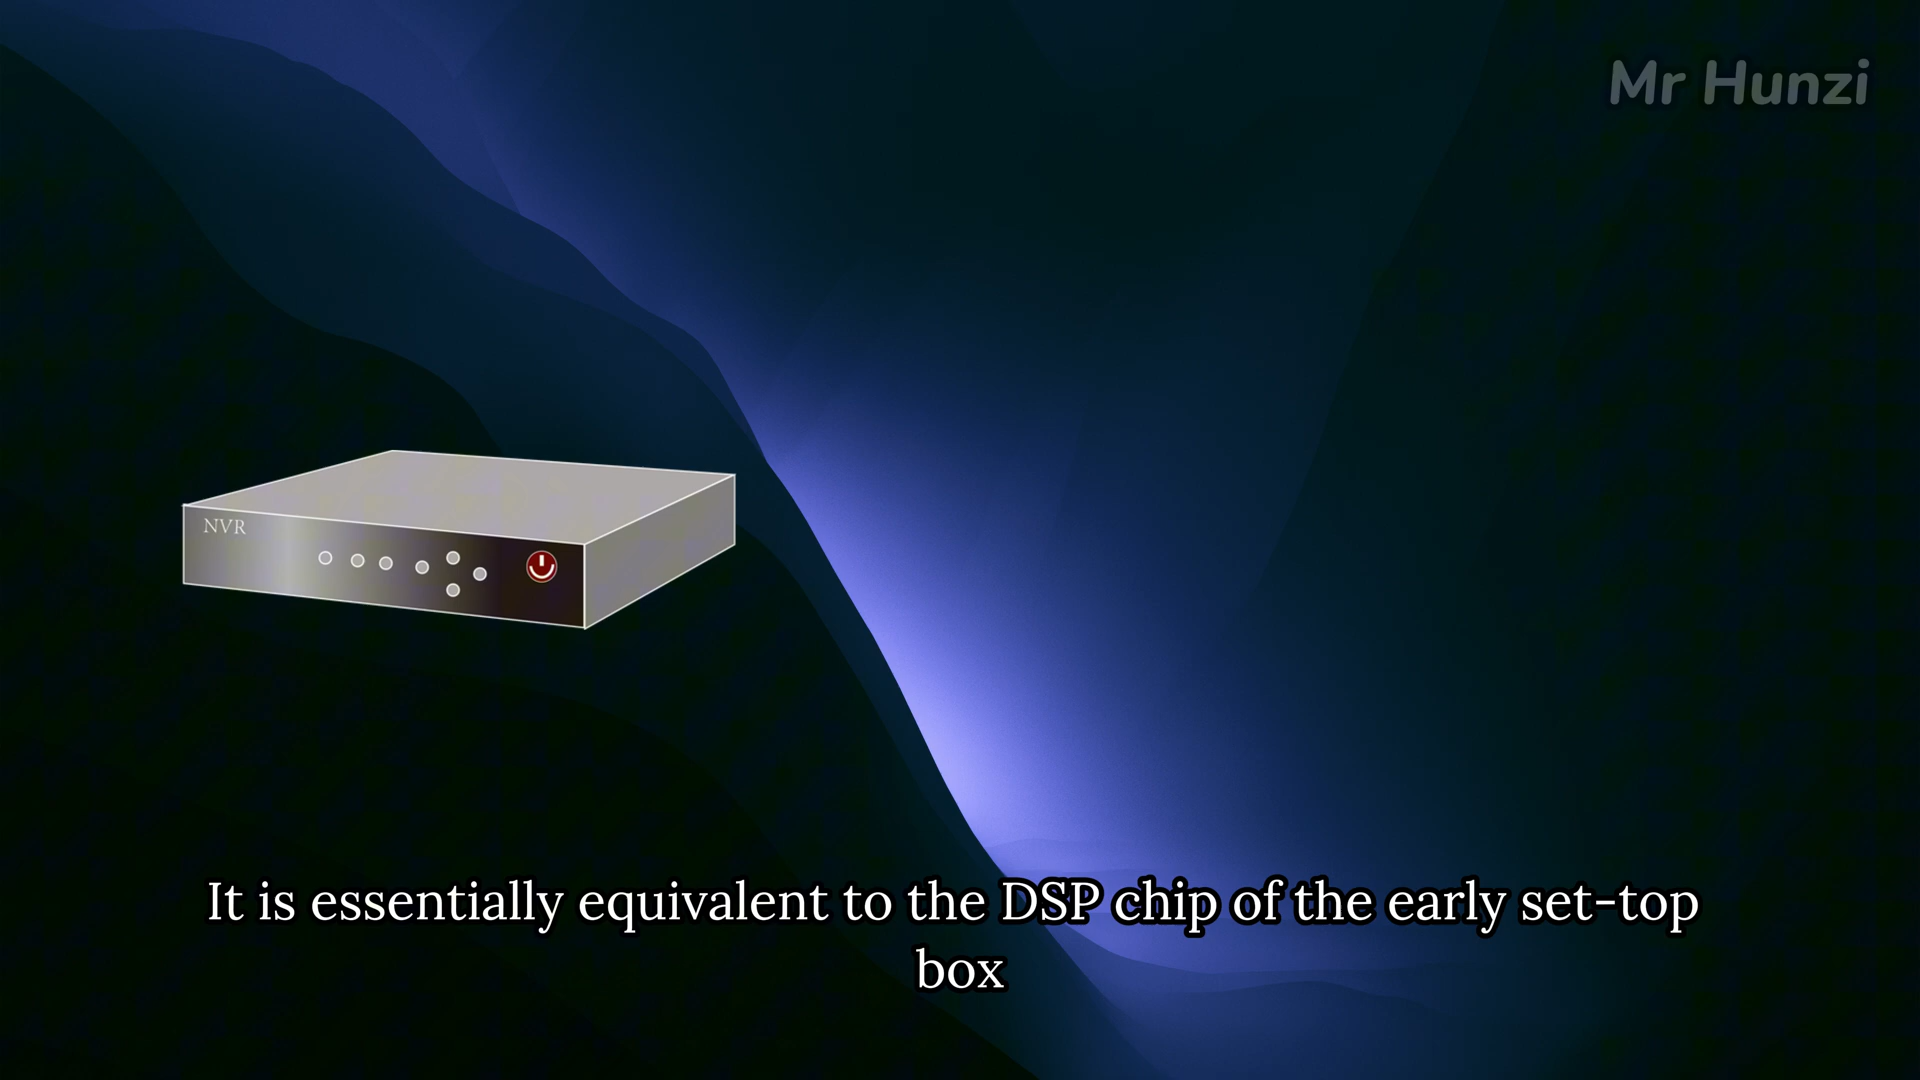 Mr Hunzi
NVR
It is essentially equivalent to the DSP chip of the early set-top
box